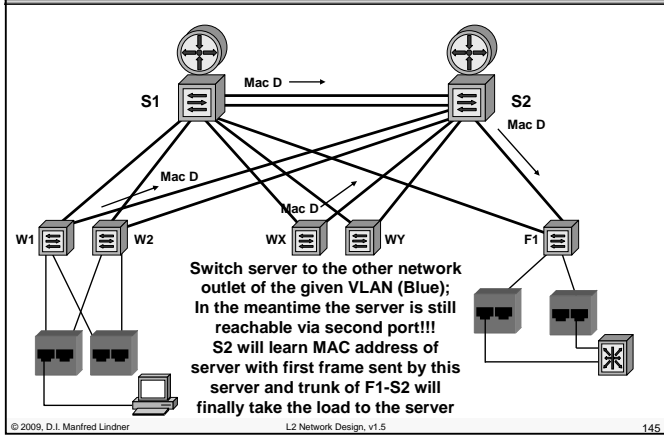 Mac D
S1
S2
Mac D
Mac D
Mac D
W1
W2
WX
WY
F1
Switch server to the other network
outlet of the given VLAN (Blue);
In the meantime the server is still
reachable via second port!!!
S2 will learn MAC address of
server with first frame sent by this
server and trunk of F1-S2 will
finally take the load to the server
© 2009, D.I. Manfred Lindner
L2 Network Design, v1.5
145